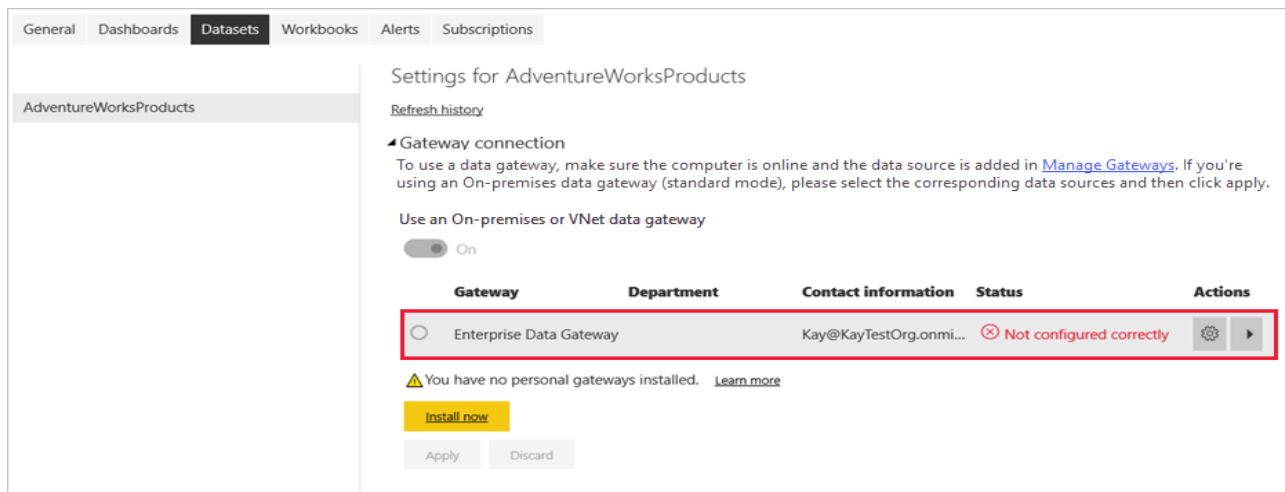 General Dashboards Datasets Workbooks Alerts Subscriptions
AdventureWorksProducts
Settings for AdventureWorksProducts
Refresh history
Gateway connection
To use a data gateway, make sure the computer is online and the data source is added in Manage Gateways. If you're
using an On-premises data gateway (standard mode), please select the corresponding data sources and then click apply.
Use an On-premises or VNet data gateway
On
Gateway Department Contact information Status Actions
Enterprise Data Gateway Kay@KayTestOrg.onmi... Not configured correctly
You have no personal gateways installed. Learn more
Install now
Apply Discard